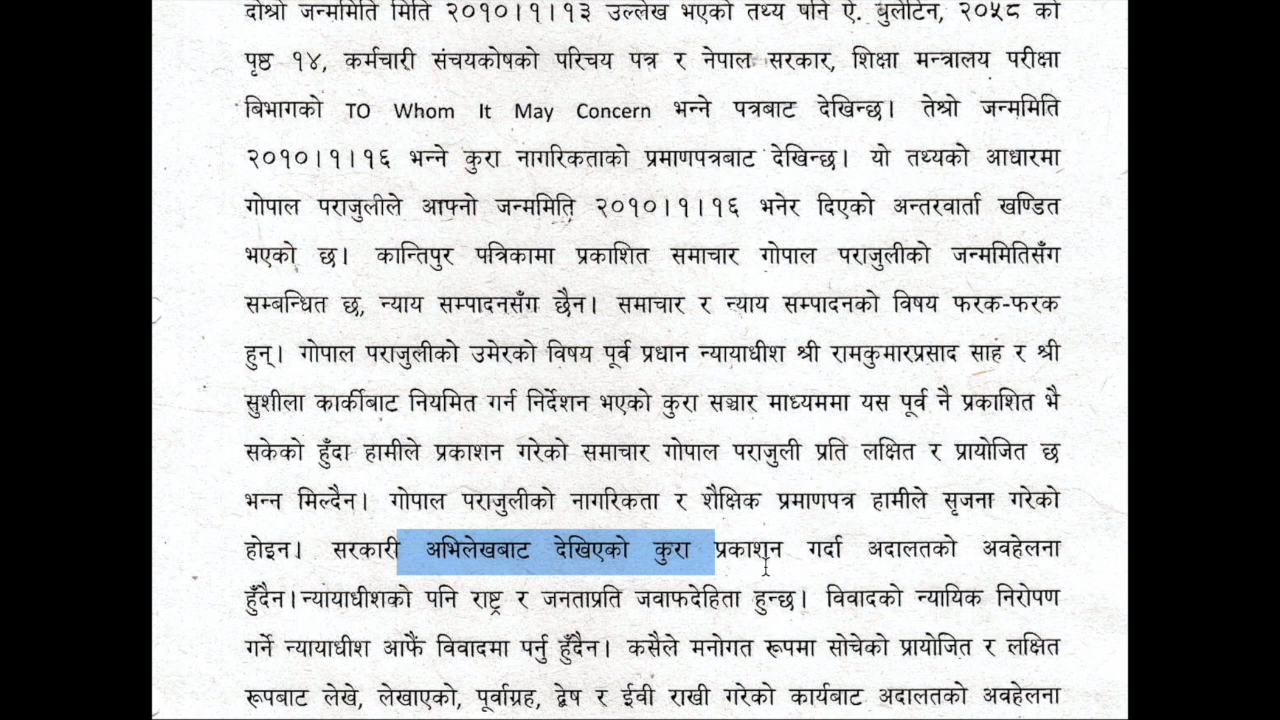 दोश्रो जन्ममिति मिति २०१०।१।१३ उल्लेख भएको तथ्य पनि ऐ. बुलेटिन, २०५८ को
पृष्ठ १४, कर्मचारी संचयकोषको परिचय पत्र र नेपाल सरकार, शिक्षा मन्त्रालय परीक्षा
बिभागको TO Whom It May Concern भन्ने पत्रबाट देखिन्छ। तेश्रो जन्ममिति
२०१०।१।१६ भन्ने कुरा नागरिकताको प्रमाणपत्रबाट देखिन्छ। यो तथ्यको आधारमा
गोपाल पराजुलीले आफ्नो जन्ममिति २०१०।१।१६ भनेर दिएको अन्तरवार्ता खण्डित
भएको छ। कान्तिपुर पत्रिकामा प्रकाशित समाचार गोपाल पराजुलीको जन्ममितिसँग
सम्बन्धित छ, न्याय सम्पादनसँग छैन। समाचार र न्याय सम्पादनको विषय फरक-फरक
हुन्। गोपाल पराजुलीको उमेरको विषय पूर्व प्रधान न्यायाधीश श्री रामकुमारप्रसाद साह र श्री
सुशीला कार्कीबाट नियमित गर्न निर्देशन भएको कुरा सञ्चार माध्यममा यस पूर्व नै प्रकाशित भै
सकेको हुँदा हामीले प्रकाशन गरेको समाचार गोपाल पराजुली प्रति लक्षित र प्रायोजित छ
भन्न मिल्दैन। गोपाल पराजुलीको नागरिकता र शैक्षिक प्रमाणपत्र हामीले सृजना गरेको
होइन। सरकारी अभिलेखबाट देखिएको कुरा प्रकाशन गर्दा अदालतको अवहेलना
हुँदैन।न्यायाधीशको पनि राष्ट्र र जनताप्रति जवाफदेहिता हुन्छ। विवादको न्यायिक निरोपण
गर्ने न्यायाधीश आफैं विवादमा पर्नु हुँदैन। कसैले मनोगत रूपमा सोचेको प्रायोजित र लक्षित
रूपबाट लेखे, लेखाएको, पूर्वाग्रह, द्वेष र ईवी राखी गरेको कार्यबाट अदालतको अवहेलना